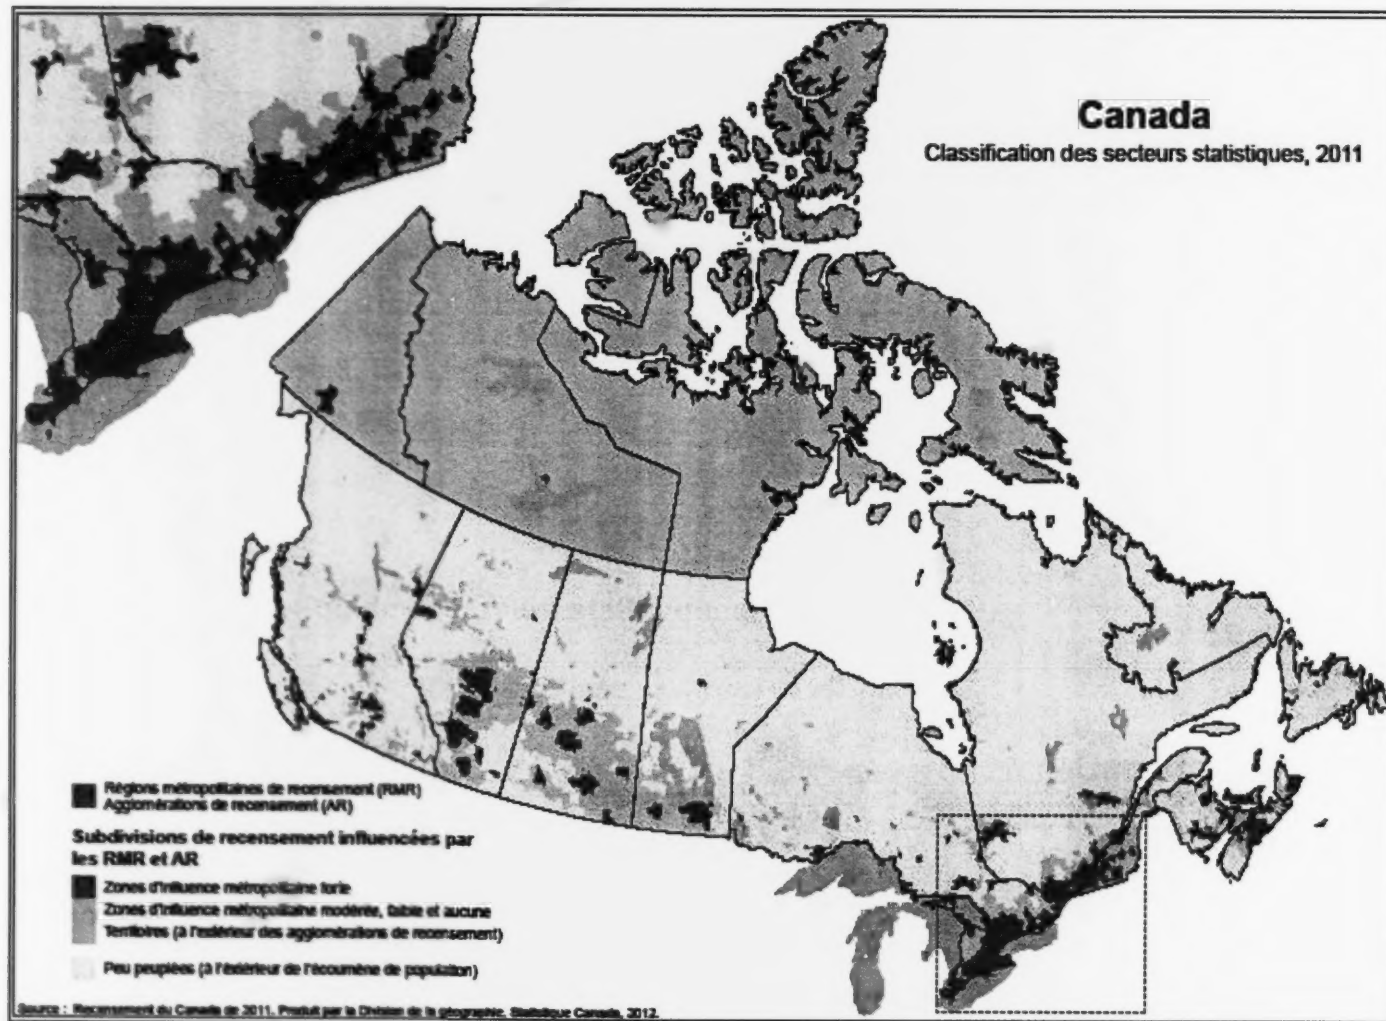 Canada
Classification des secteurs statistiques, 2011
Régions métropolitaines de recensement (RMR)
Agglomérations de recensement (AR)
Subdivisions de recensement influencées par
les RMR et AR
Zones d'influence métropolitaine forte
Zones d'influence métropolitaine modérée, faible et aucune
Territoires (à l'extérieur des agglomérations de recensement)
Peu peuplées (à l'extérieur de l'écoumène de population)
Source : Recensement du Canada de 2011. Produit par la Division de la géographie, Statistique Canada, 2012.